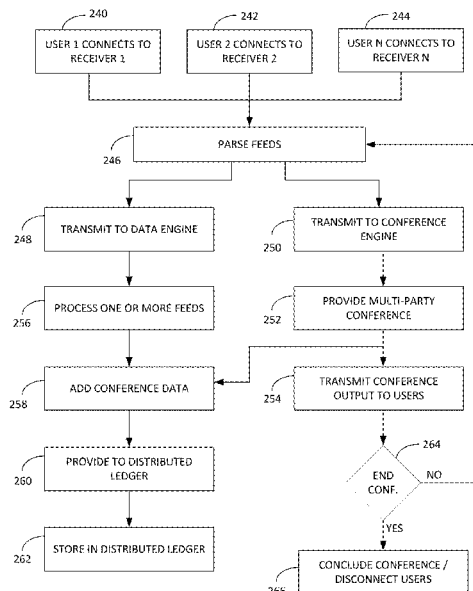 240
242
244
USER 1 CONNECTS TO
RECEIVER 1
USER 2 CONNECTS TO
RECEIVER 2
USER N CONNECTS TO
RECEIVER N
246
PARSE FEEDS
248
TRANSMIT TO DATA ENGINE
250
TRANSMIT TO CONFERENCE
ENGINE
256
PROCESS ONE OR MORE FEEDS
252
PROVIDE MULTI-PARTY
CONFERENCE
258
ADD CONFERENCE DATA
254
TRANSMIT CONFERENCE
OUTPUT TO USERS
260
PROVIDE TO DISTRIBUTED
LEDGER
264
END
CONF.
NO
YES
262
STORE IN DISTRIBUTED LEDGER
CONCLUDE CONFERENCE /
DISCONNECT USERS